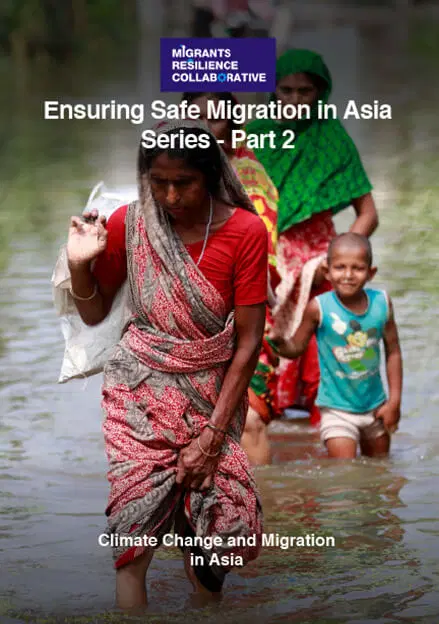 MIGRANTS
RESILIENCE
COLLABORATIVE
Ensuring Safe Migration in Asia
Series - Part 2
Climate Change and Migration
in Asia